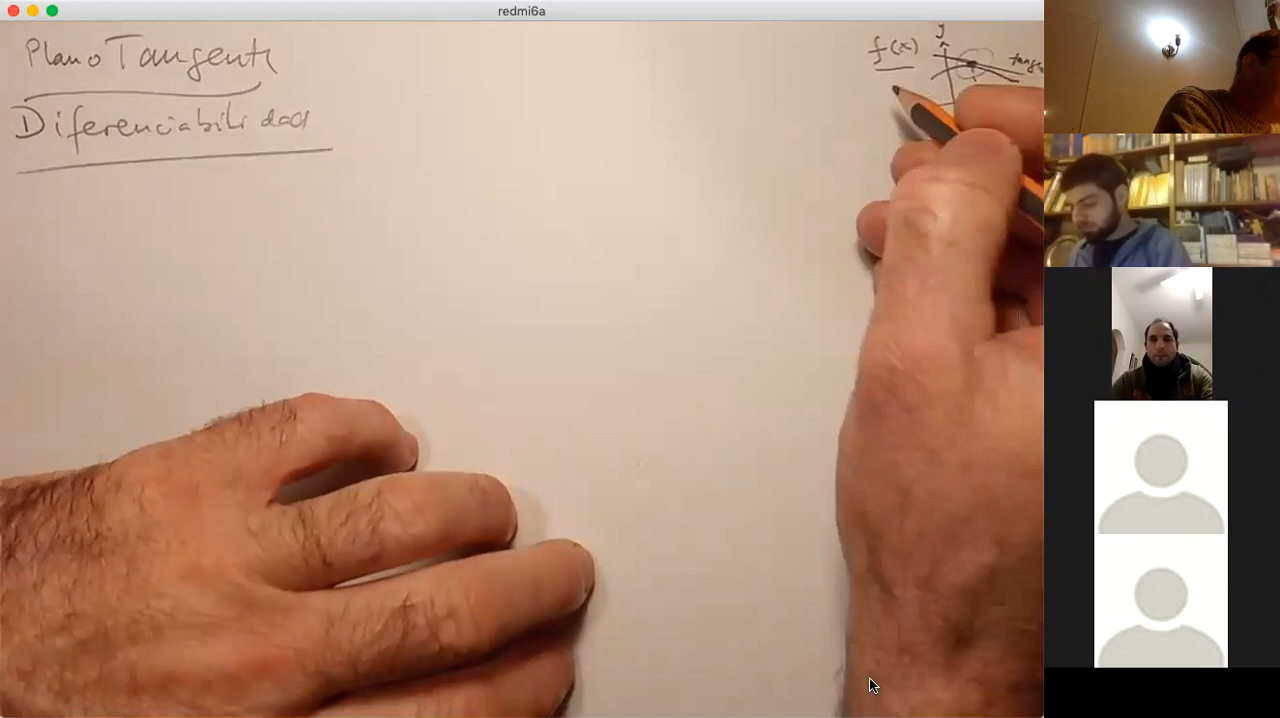 redmi6a
Plano Tangente
Diferenciabilidad
f(x)
y